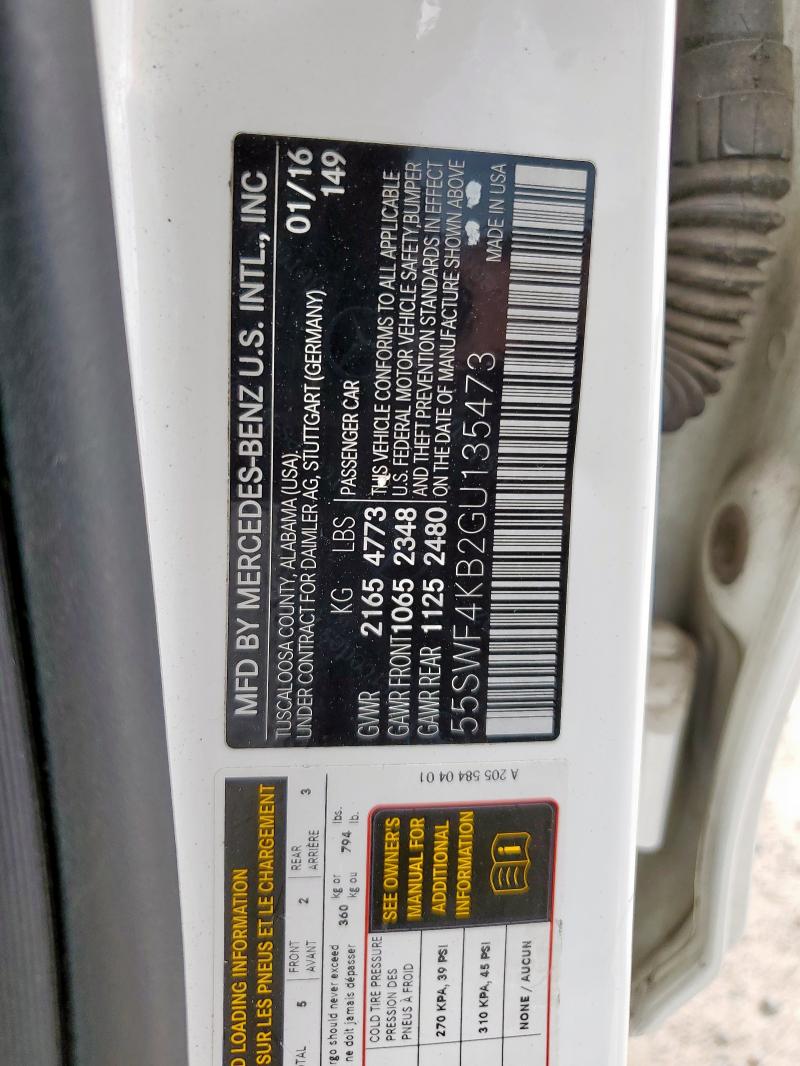 MFD BY MERCEDES-BENZ U.S. INTL., INC
TUSCALOOSA COUNTY, ALABAMA (USA) 01/16
UNDER CONTRACT FOR DAIMLER AG, STUTTGART (GERMANY) 149
KG LBS PASSENGER CAR
GVWR 2165 4773 THIS VEHICLE CONFORMS TO ALL APPLICABLE
GAWR FRONT 1065 2348 U.S. FEDERAL MOTOR VEHICLE SAFETY BUMPER
GAWR REAR 1125 2480 AND THEFT PREVENTION STANDARDS IN EFFECT
ON THE DATE OF MANUFACTURE SHOWN ABOVE
55SWF4KB2GU135473
MADE IN USA
LOADING INFORMATION
SUR LES PNEUS ET LE CHARGEMENT
5 FRONT 2 REAR 3
AVANT ARRIÈRE
should never exceed 360 kg or 794 lbs.
ne doit jamais dépasser kg ou lb.
COLD TIRE PRESSURE
PRESSION DES
PNEUS À FROID
270 KPA, 39 PSI
310 KPA, 45 PSI
NONE / AUCUN
SEE OWNER'S
MANUAL FOR
ADDITIONAL
INFORMATION
A 205 584 04 01